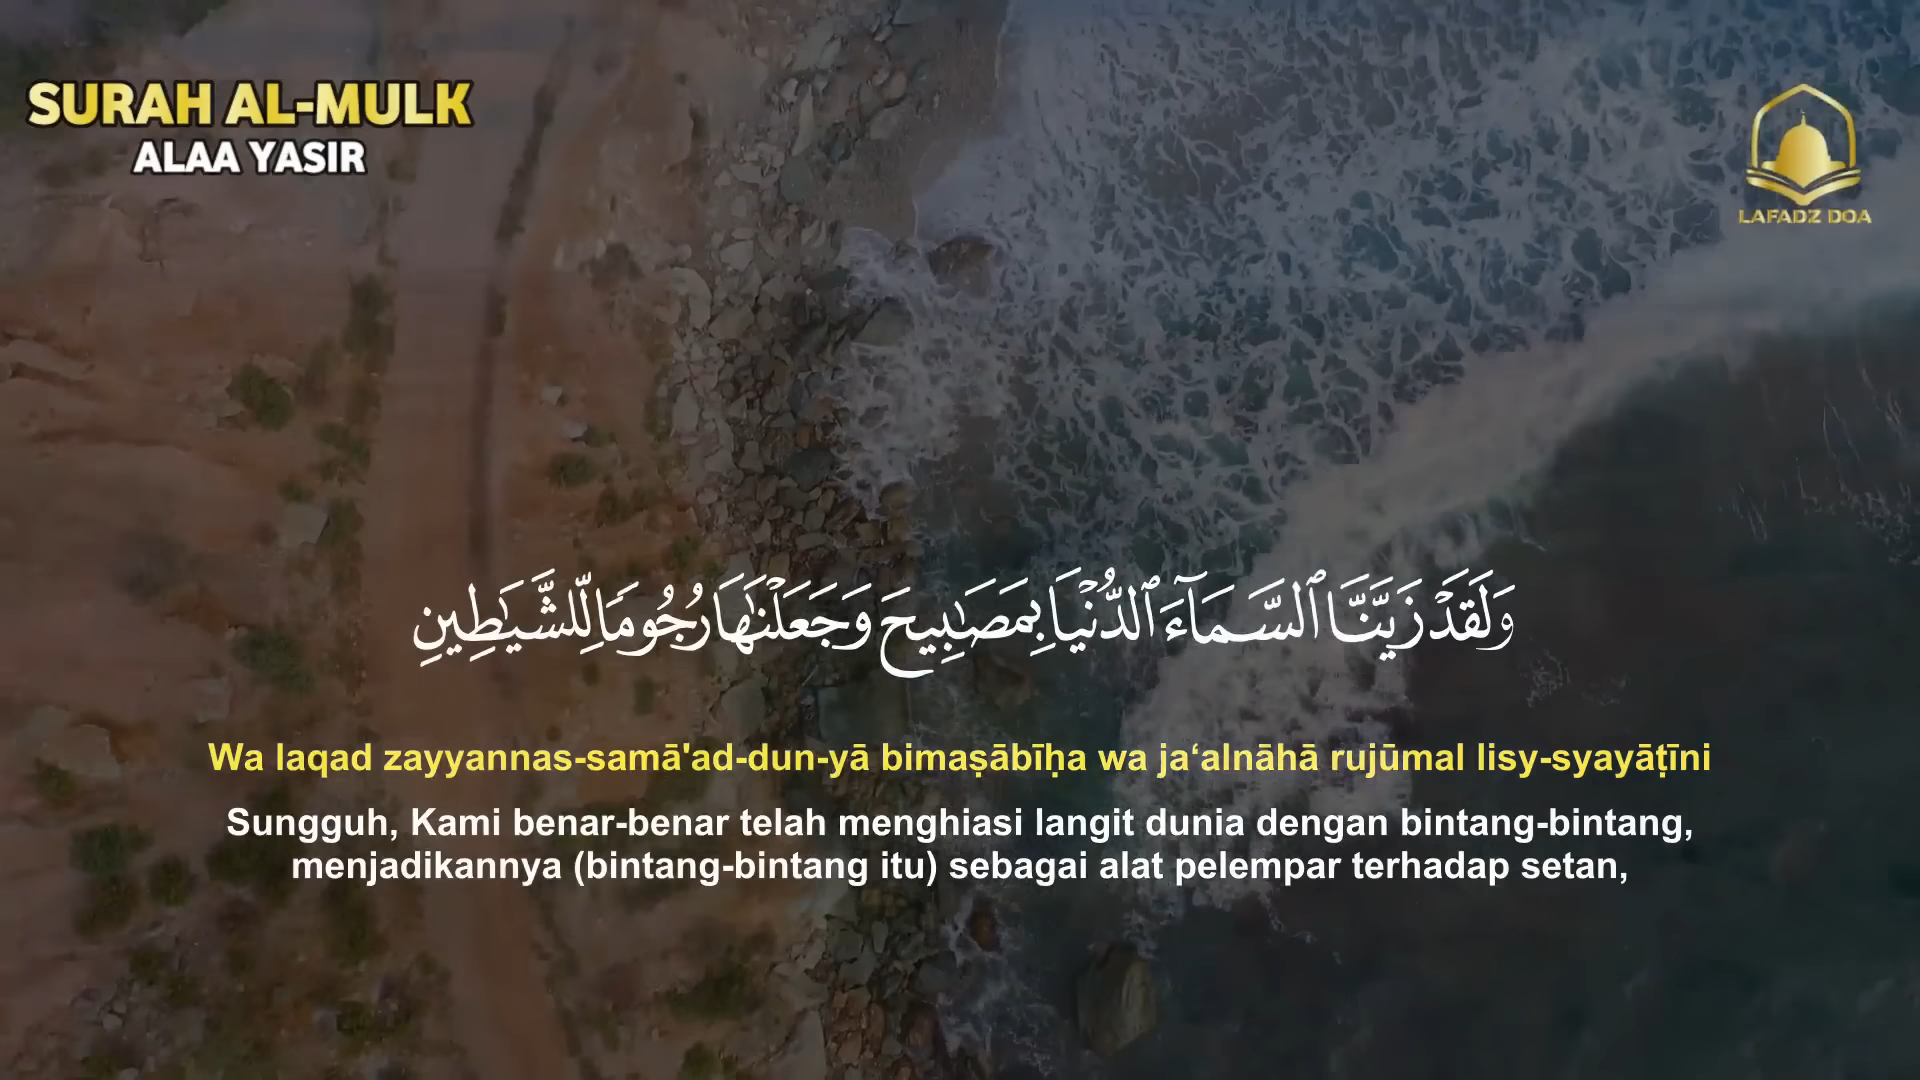 SURAH AL-MULK
ALAA YASIR
LAFADZ DOA
وَلَقَدْ زَيَّنَّا ٱلسَّمَآءَ ٱلدُّنْيَا بِمَصَٰبِيحَ وَجَعَلْنَٰهَا رُجُومًا لِّلشَّيَٰطِينِ
Wa laqad zayyannas-samā'ad-dun-yā bimaṣābīḥa wa ja‘alnāhā rujūmal lisy-syayāṭīni
Sungguh, Kami benar-benar telah menghiasi langit dunia dengan bintang-bintang,
menjadikannya (bintang-bintang itu) sebagai alat pelempar terhadap setan,